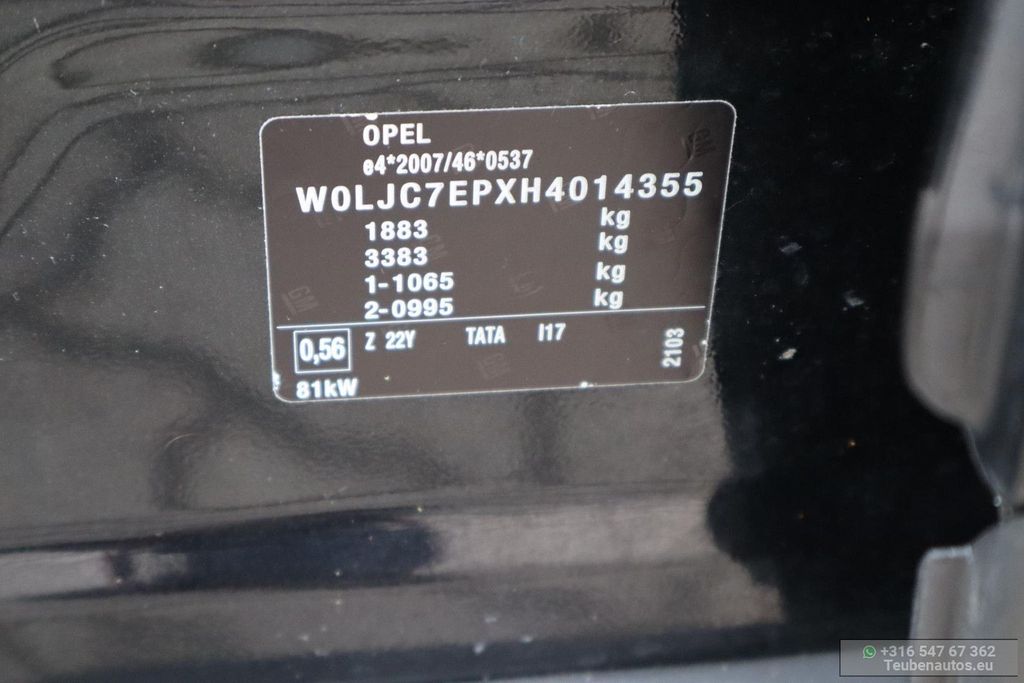 OPEL
e4*2007/46*0537
W0LJC7EPXH4014355
1883 kg
3383 kg
1-1065 kg
2-0995 kg
0,56 Z 22Y TATA I17 2103
81kW
+316 547 67 362
Teubenautos.eu